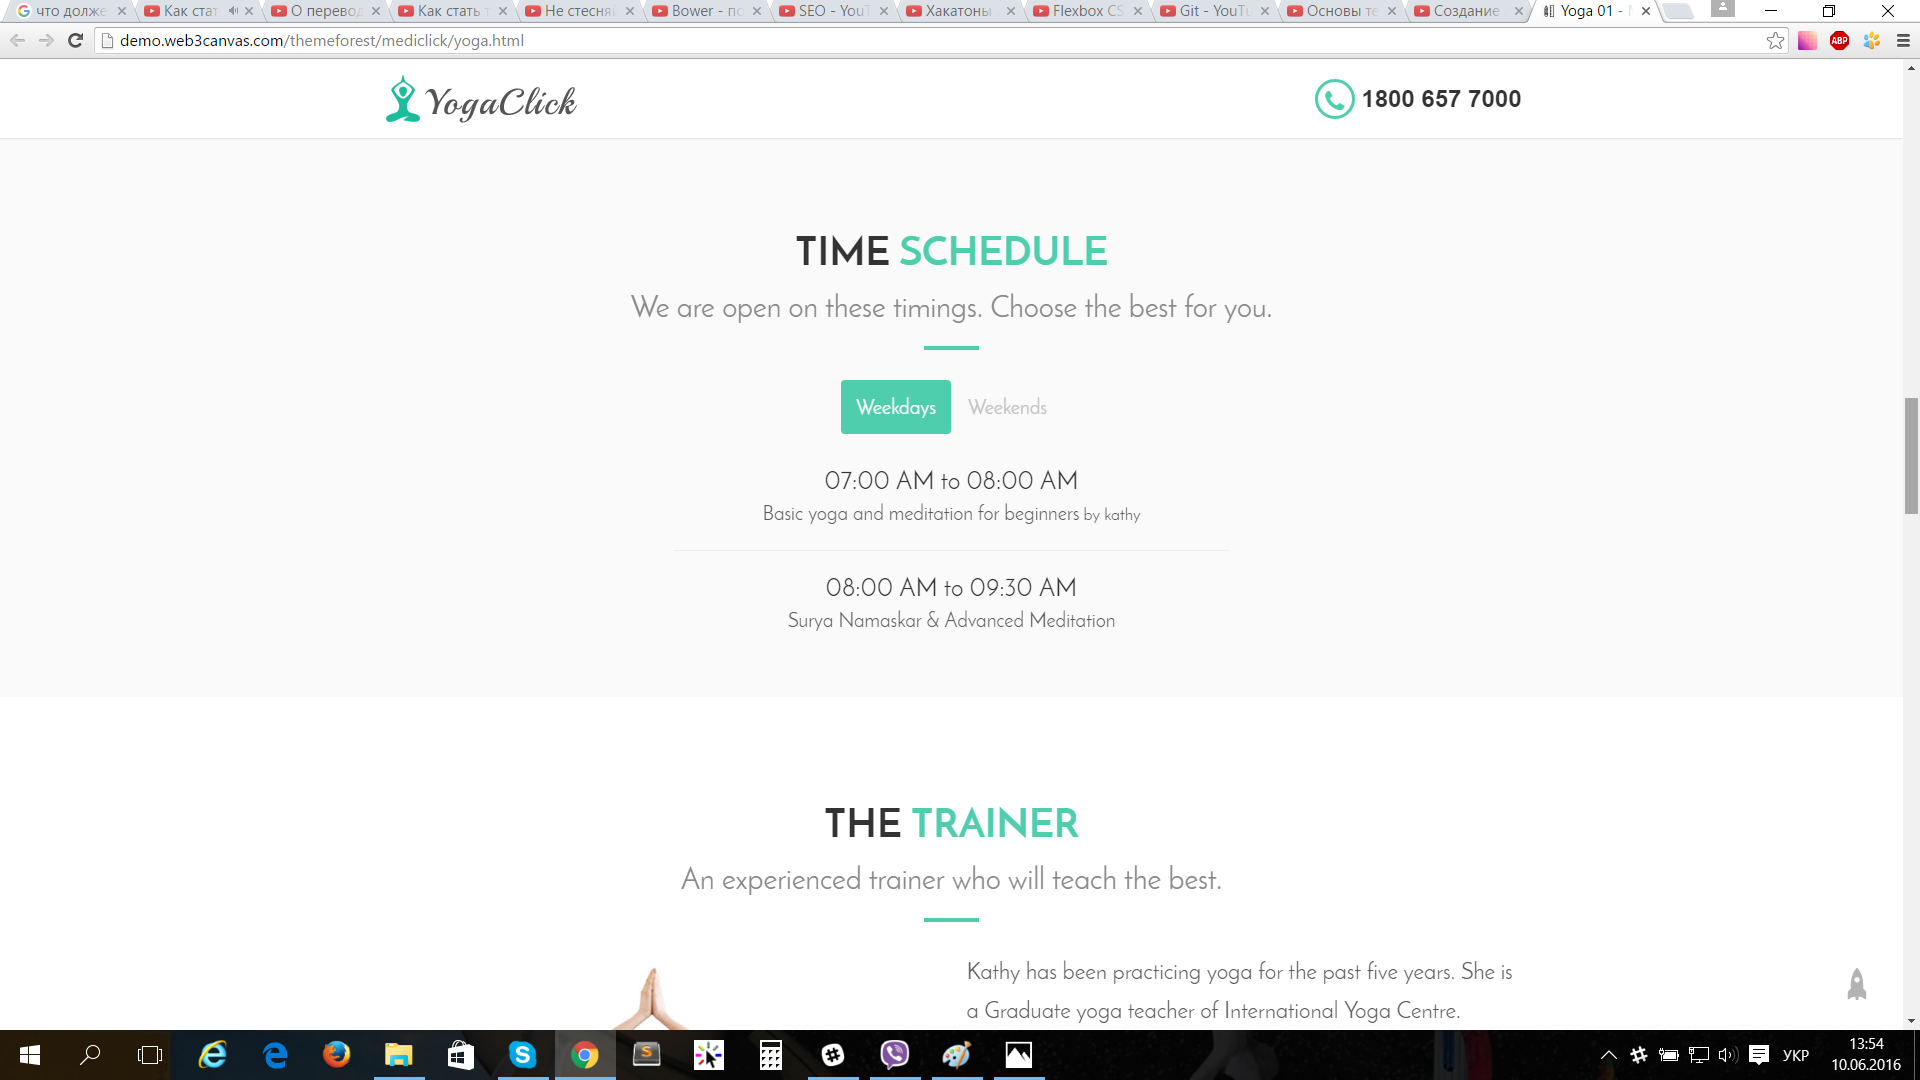 что долже
Как стат
О перевод
Как стать т
Не стесня
Bower - по
SEO - YouT
Хакатоны
Flexbox CS
Git - YouTu
Основы те
Создание
Yoga 01 -
demo.web3canvas.com/themeforest/mediclick/yoga.html
ABP
YogaClick
1800 657 7000
TIME SCHEDULE
We are open on these timings. Choose the best for you.
Weekdays Weekends
07:00 AM to 08:00 AM
Basic yoga and meditation for beginners by kathy
08:00 AM to 09:30 AM
Surya Namaskar & Advanced Meditation
THE TRAINER
An experienced trainer who will teach the best.
Kathy has been practicing yoga for the past five years. She is
a Graduate yoga teacher of International Yoga Centre.
УКР
13:54
10.06.2016